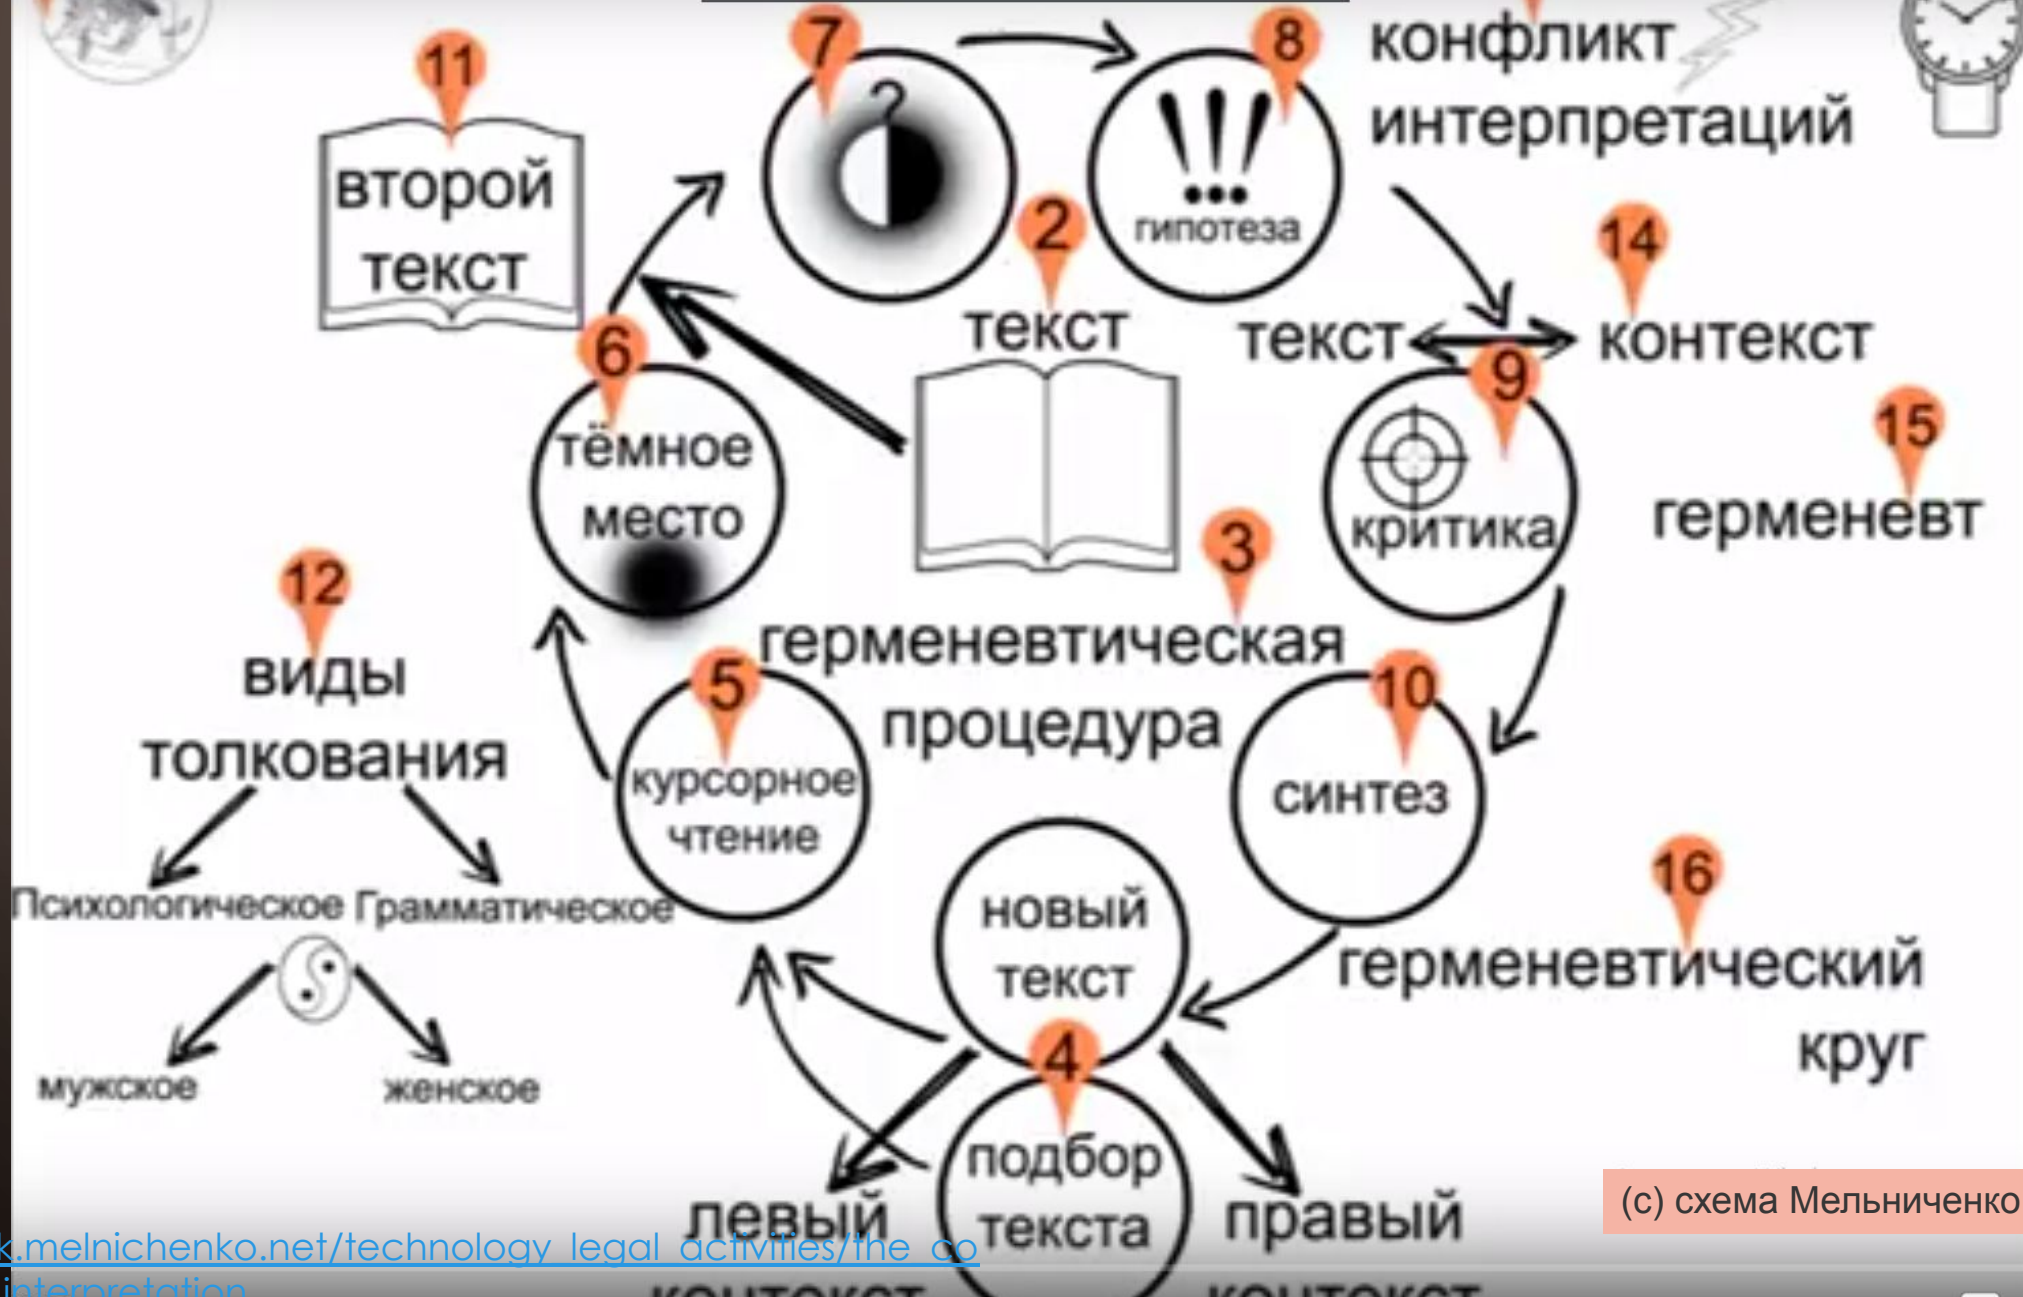 7
8
конфликт
интерпретаций
11
второй
текст
?
!!!
гипотеза
2
текст
14
текст
контекст
6
тёмное
место
9
критика
15
герменевт
3
герменевтическая
процедура
12
виды
толкования
Психологическое
Грамматическое
мужское
женское
5
курсорное
чтение
10
синтез
новый
текст
16
герменевтический
круг
4
подбор
текста
левый
контекст
правый
контекст
(с) схема Мельниченко
k.melnichenko.net/technology_legal_activities/the_co
interpretation